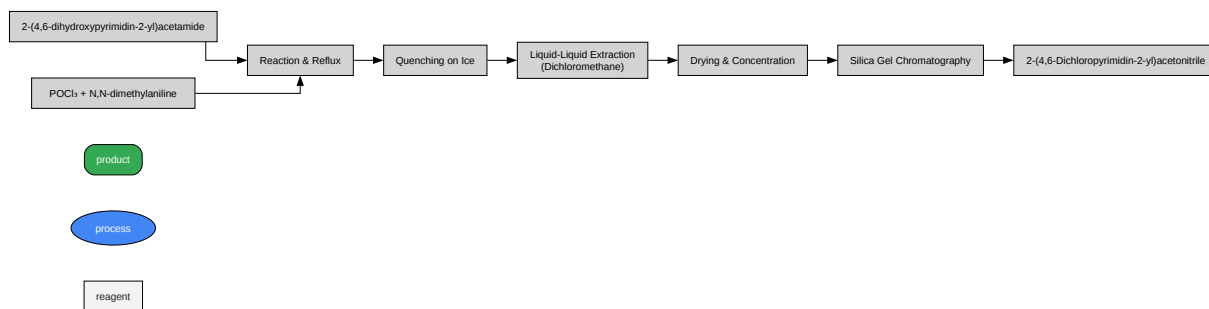 2-(4,6-dihydroxypyrimidin-2-yl)acetamide
POCl₃ + N,N-dimethylaniline
Reaction & Reflux
Quenching on Ice
Liquid-Liquid Extraction
(Dichloromethane)
Drying & Concentration
Silica Gel Chromatography
2-(4,6-Dichloropyrimidin-2-yl)acetonitrile
product
process
reagent